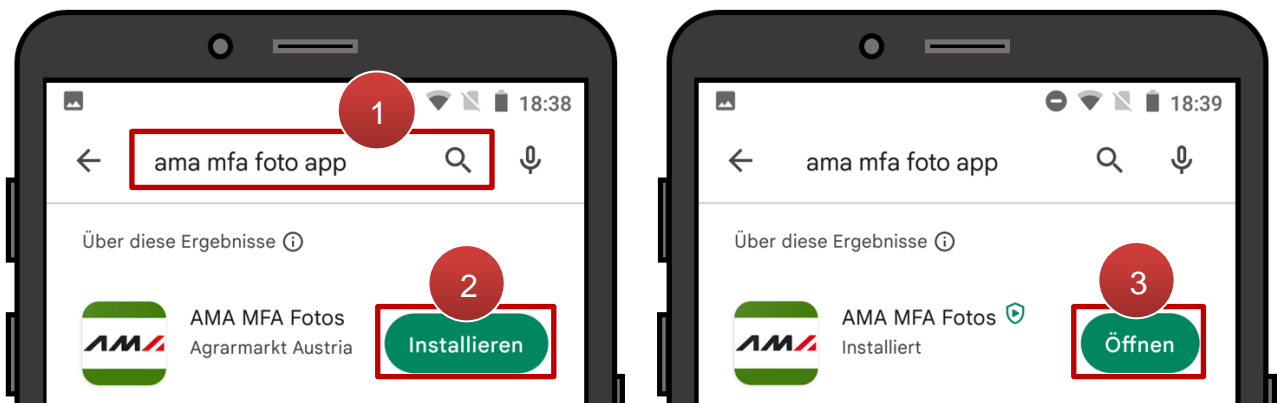 1
18:38
ama mfa foto app
Über diese Ergebnisse
2
AMA
AMA MFA Fotos
Agrarmarkt Austria
Installieren
18:39
ama mfa foto app
Über diese Ergebnisse
3
AMA
AMA MFA Fotos
Installiert
Öffnen